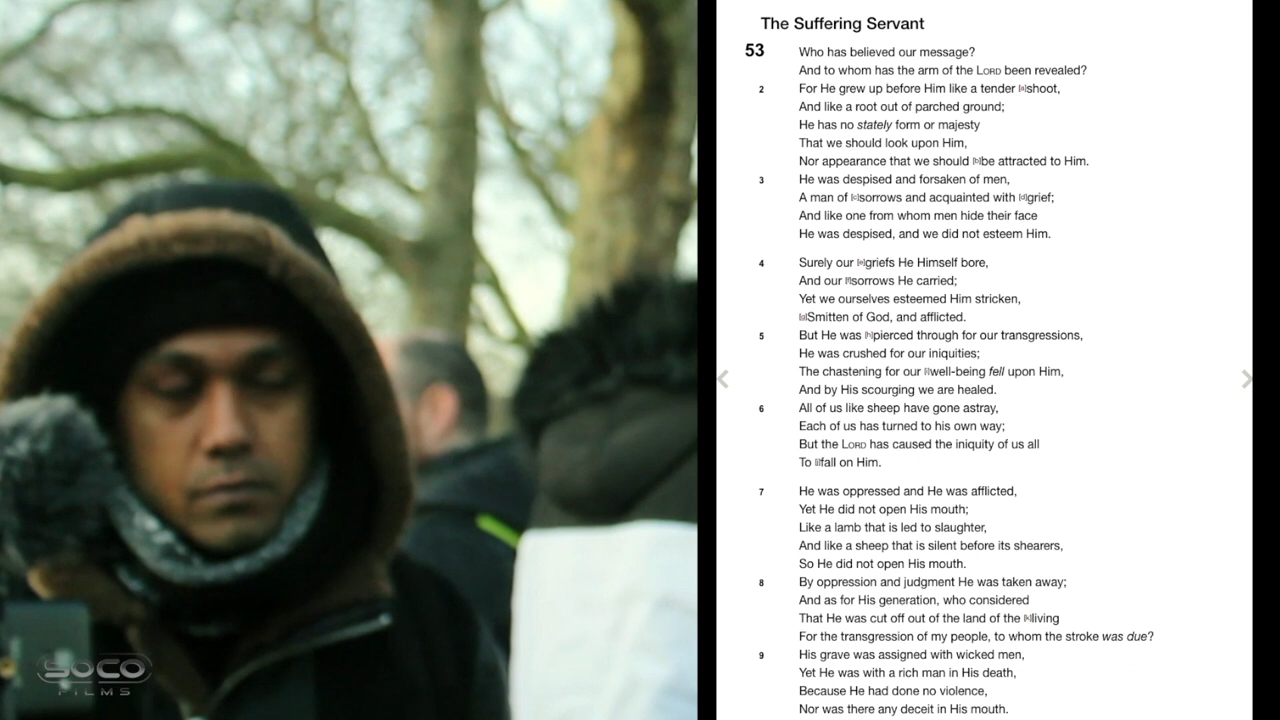 The Suffering Servant
53 Who has believed our message?
And to whom has the arm of the LORD been revealed?
2 For He grew up before Him like a tender [a]shoot,
And like a root out of parched ground;
He has no stately form or majesty
That we should look upon Him,
Nor appearance that we should [b]be attracted to Him.
3 He was despised and forsaken of men,
A man of [c]sorrows and acquainted with [d]grief;
And like one from whom men hide their face
He was despised, and we did not esteem Him.
4 Surely our [e]griefs He Himself bore,
And our [f]sorrows He carried;
Yet we ourselves esteemed Him stricken,
[g]Smitten of God, and afflicted.
5 But He was [h]pierced through for our transgressions,
He was crushed for our iniquities;
The chastening for our [i]well-being fell upon Him,
And by His scourging we are healed.
6 All of us like sheep have gone astray,
Each of us has turned to his own way;
But the LORD has caused the iniquity of us all
To [j]fall on Him.
7 He was oppressed and He was afflicted,
Yet He did not open His mouth;
Like a lamb that is led to slaughter,
And like a sheep that is silent before its shearers,
So He did not open His mouth.
8 By oppression and judgment He was taken away;
And as for His generation, who considered
That He was cut off out of the land of the [k]living
For the transgression of my people, to whom the stroke was due?
9 His grave was assigned with wicked men,
Yet He was with a rich man in His death,
Because He had done no violence,
Nor was there any deceit in His mouth.
SOCO
FILMS